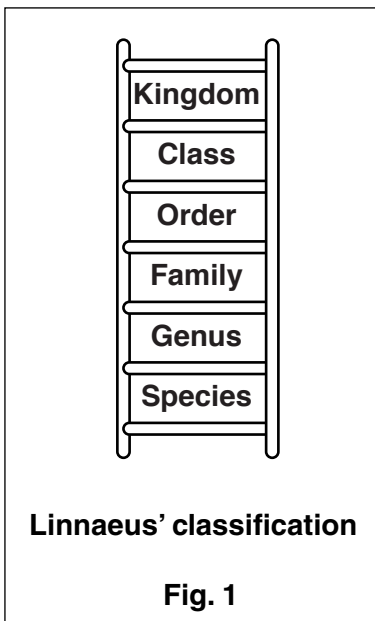 Kingdom
Class
Order
Family
Genus
Species
Linnaeus’ classification
Fig. 1